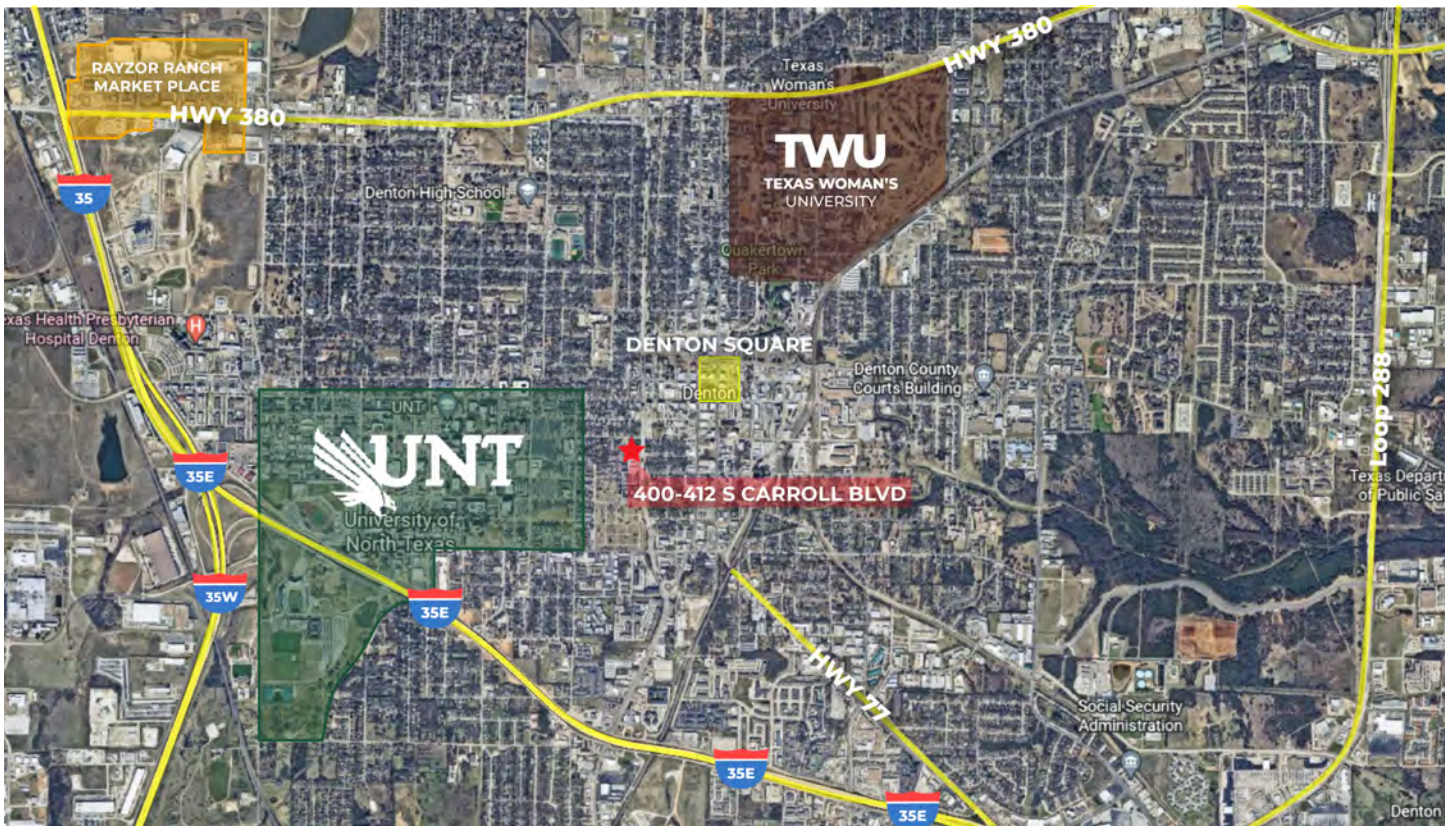 RAYZOR RANCH
MARKET PLACE
HWY 380
HWY 380
Texas
Woman's
University
TWU
TEXAS WOMAN'S
UNIVERSITY
35
Denton High School
Quakertown
Park
exas Health Presbyterian
Hospital Denton
H
DENTON SQUARE
Denton
Denton County
Courts Building
Loop 288
UNT
UNT
University of
North Texas
35E
400-412 S CARROLL BLVD
Texas Depart
of Public Sa
35W
35E
HWY 77
Social Security
Administration
35E
35E
Denton